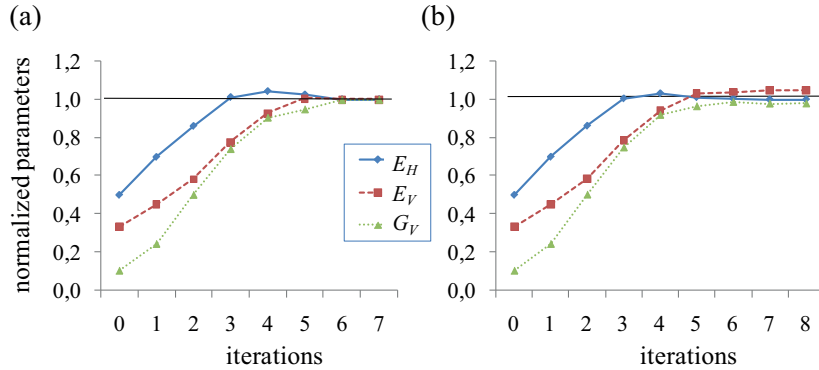 (a)
(b)
normalized parameters
1,2
1,0
0,8
0,6
0,4
0,2
0,0
0 1 2 3 4 5 6 7
iterations
E_H
E_V
G_V
1,2
1,0
0,8
0,6
0,4
0,2
0,0
0 1 2 3 4 5 6 7 8
iterations